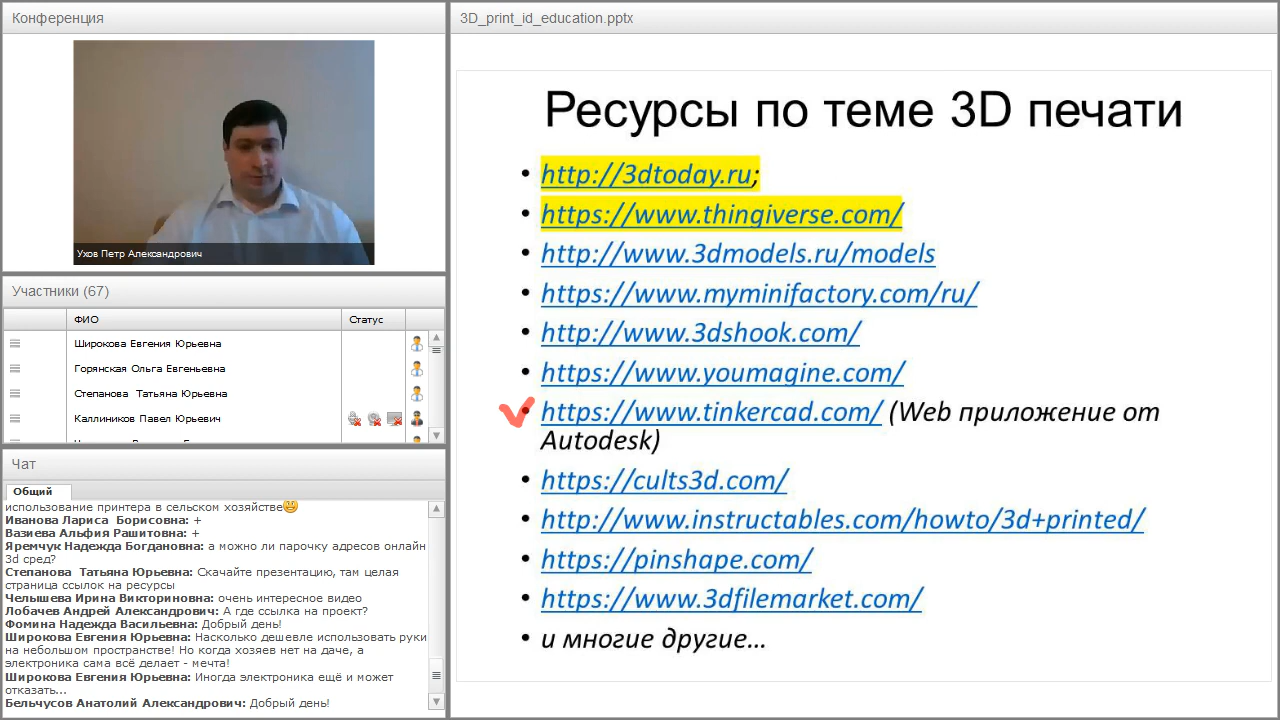 Конференция
Ухов Петр Александрович
Участники (67)
ФИО
Статус
Широкова Евгения Юрьевна
Горянская Ольга Евгеньевна
Степанова  Татьяна Юрьевна
Каллиников Павел Юрьевич
Чат
Общий
использование принтера в сельском хозяйстве
Иванова Лариса  Борисовна: +
Вазиева Альфия Рашитовна: +
Яремчук Надежда Богдановна: а можно ли парочку адресов онлайн
3d сред?
Степанова  Татьяна Юрьевна: Скачайте презентацию, там целая
страница ссылок на ресурсы
Челышева Ирина Викториновна: очень интересное видео
Лобачев Андрей Александрович: А где ссылка на проект?
Фомина Надежда Васильевна: Добрый день!
Широкова Евгения Юрьевна: Насколько дешевле использовать руки
на небольшом пространстве! Но когда хозяев нет на даче, а
электроника сама всё делает - мечта!
Широкова Евгения Юрьевна: Иногда электроника ещё и может
отказать...
Бельчусов Анатолий Александрович: Добрый день!
3D_print_id_education.pptx
Ресурсы по теме 3D печати
• http://3dtoday.ru;
• https://www.thingiverse.com/
• http://www.3dmodels.ru/models
• https://www.myminifactory.com/ru/
• http://www.3dshook.com/
• https://www.youmagine.com/
• https://www.tinkercad.com/ (Web приложение от
Autodesk)
• https://cults3d.com/
• http://www.instructables.com/howto/3d+printed/
• https://pinshape.com/
• https://www.3dfilemarket.com/
• и многие другие…